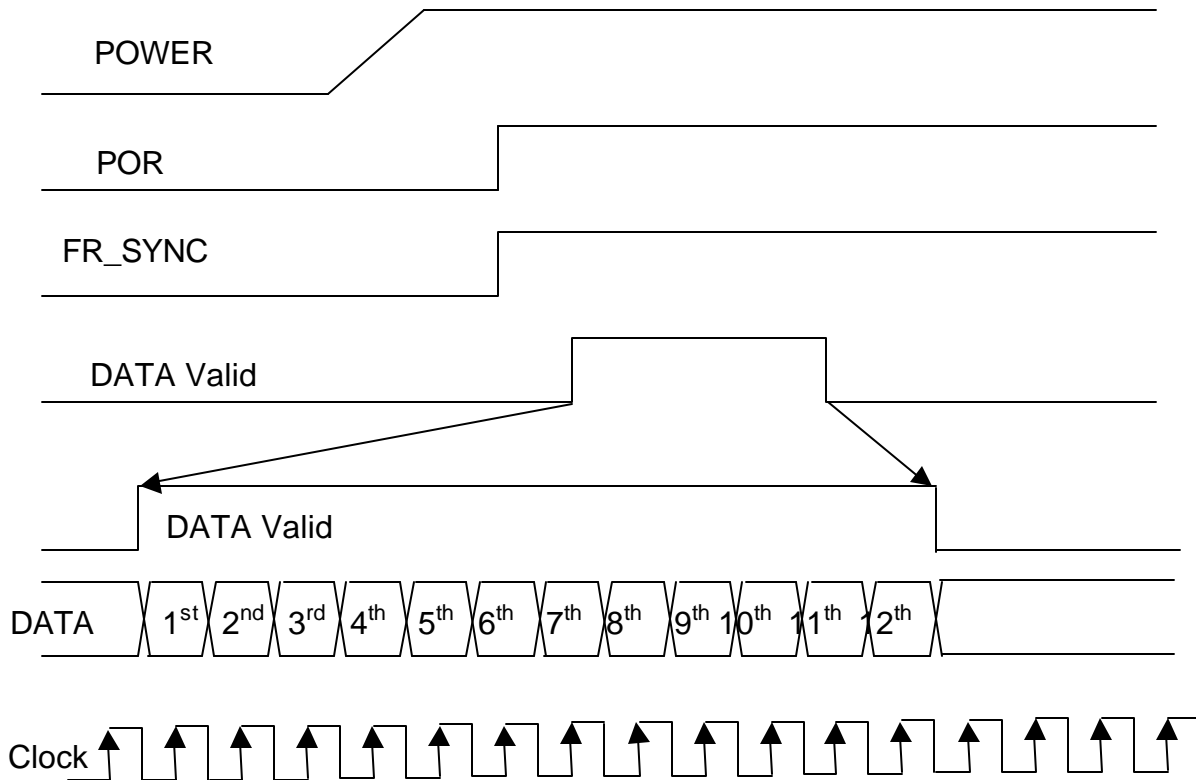 POWER
POR
FR_SYNC
DATA Valid
DATA Valid
DATA 1st 2nd 3rd 4th 5th 6th 7th 8th 9th 10th 11th 12th
Clock